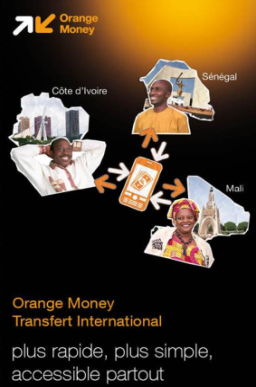 Orange
Money
Sénégal
Côte d'Ivoire
Mali
Orange Money
Transfert International
plus rapide, plus simple,
accessible partout